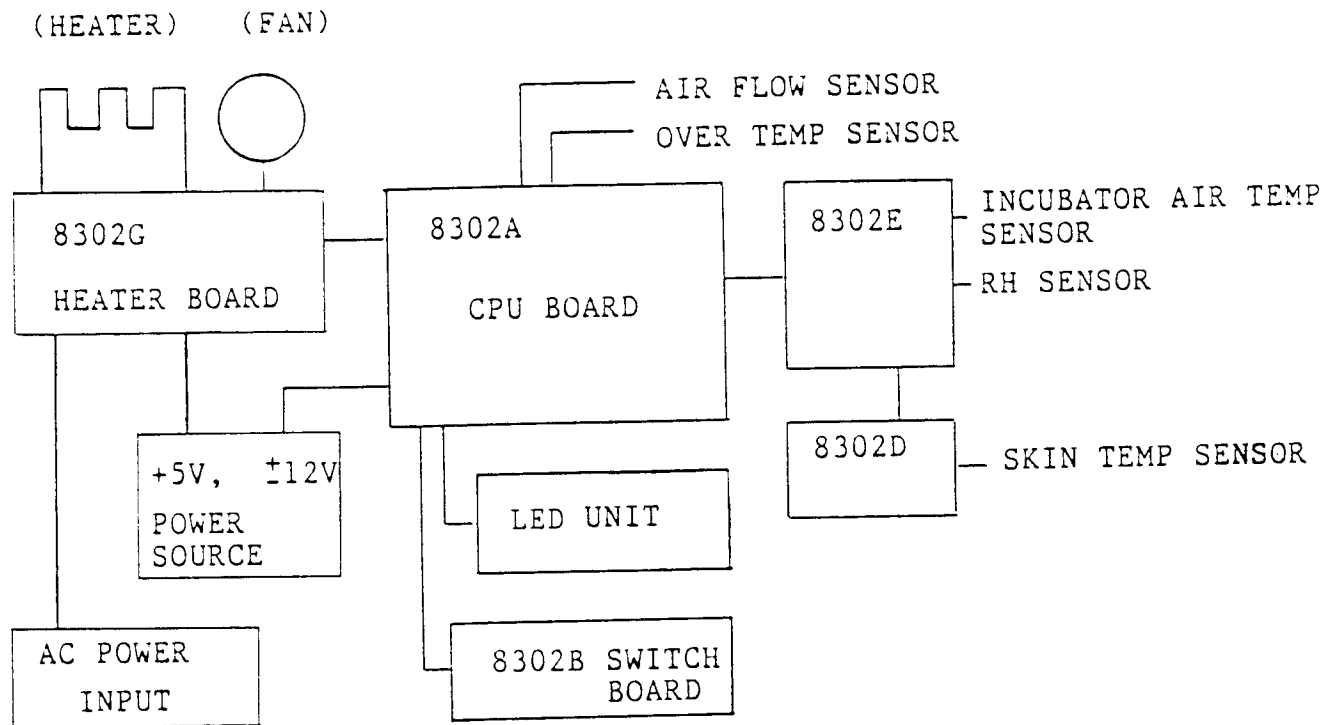 (HEATER) (FAN)
AIR FLOW SENSOR
OVER TEMP SENSOR
8302G
HEATER BOARD
8302A
CPU BOARD
8302E
INCUBATOR AIR TEMP
SENSOR
RH SENSOR
8302D
SKIN TEMP SENSOR
+5V, ±12V
POWER
SOURCE
LED UNIT
8302B SWITCH
BOARD
AC POWER
INPUT